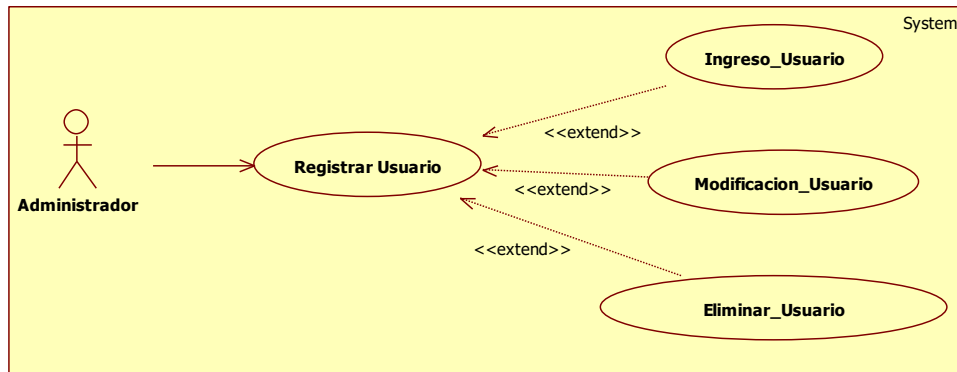 System
Ingreso_Usuario
<<extend>>
Registrar Usuario
<<extend>>
Modificacion_Usuario
Administrador
<<extend>>
Eliminar_Usuario